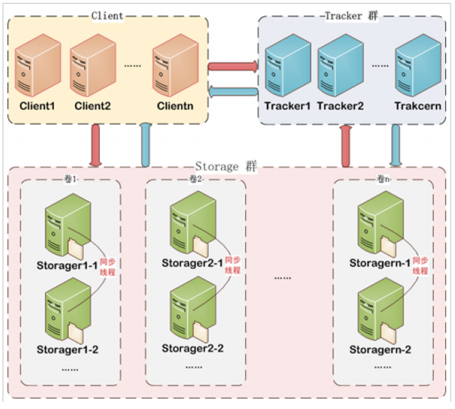 Client
Tracker 群
Client1 Client2 …… Clientn
Tracker1 Tracker2 …… Trakcern
Storage 群
卷1 卷2 卷n
Storager1-1 Storager2-1 Storagern-1
同步 同步 同步
线程 线程 线程
……
Storager1-2 Storager2-2 Storagern-2
…… …… ……